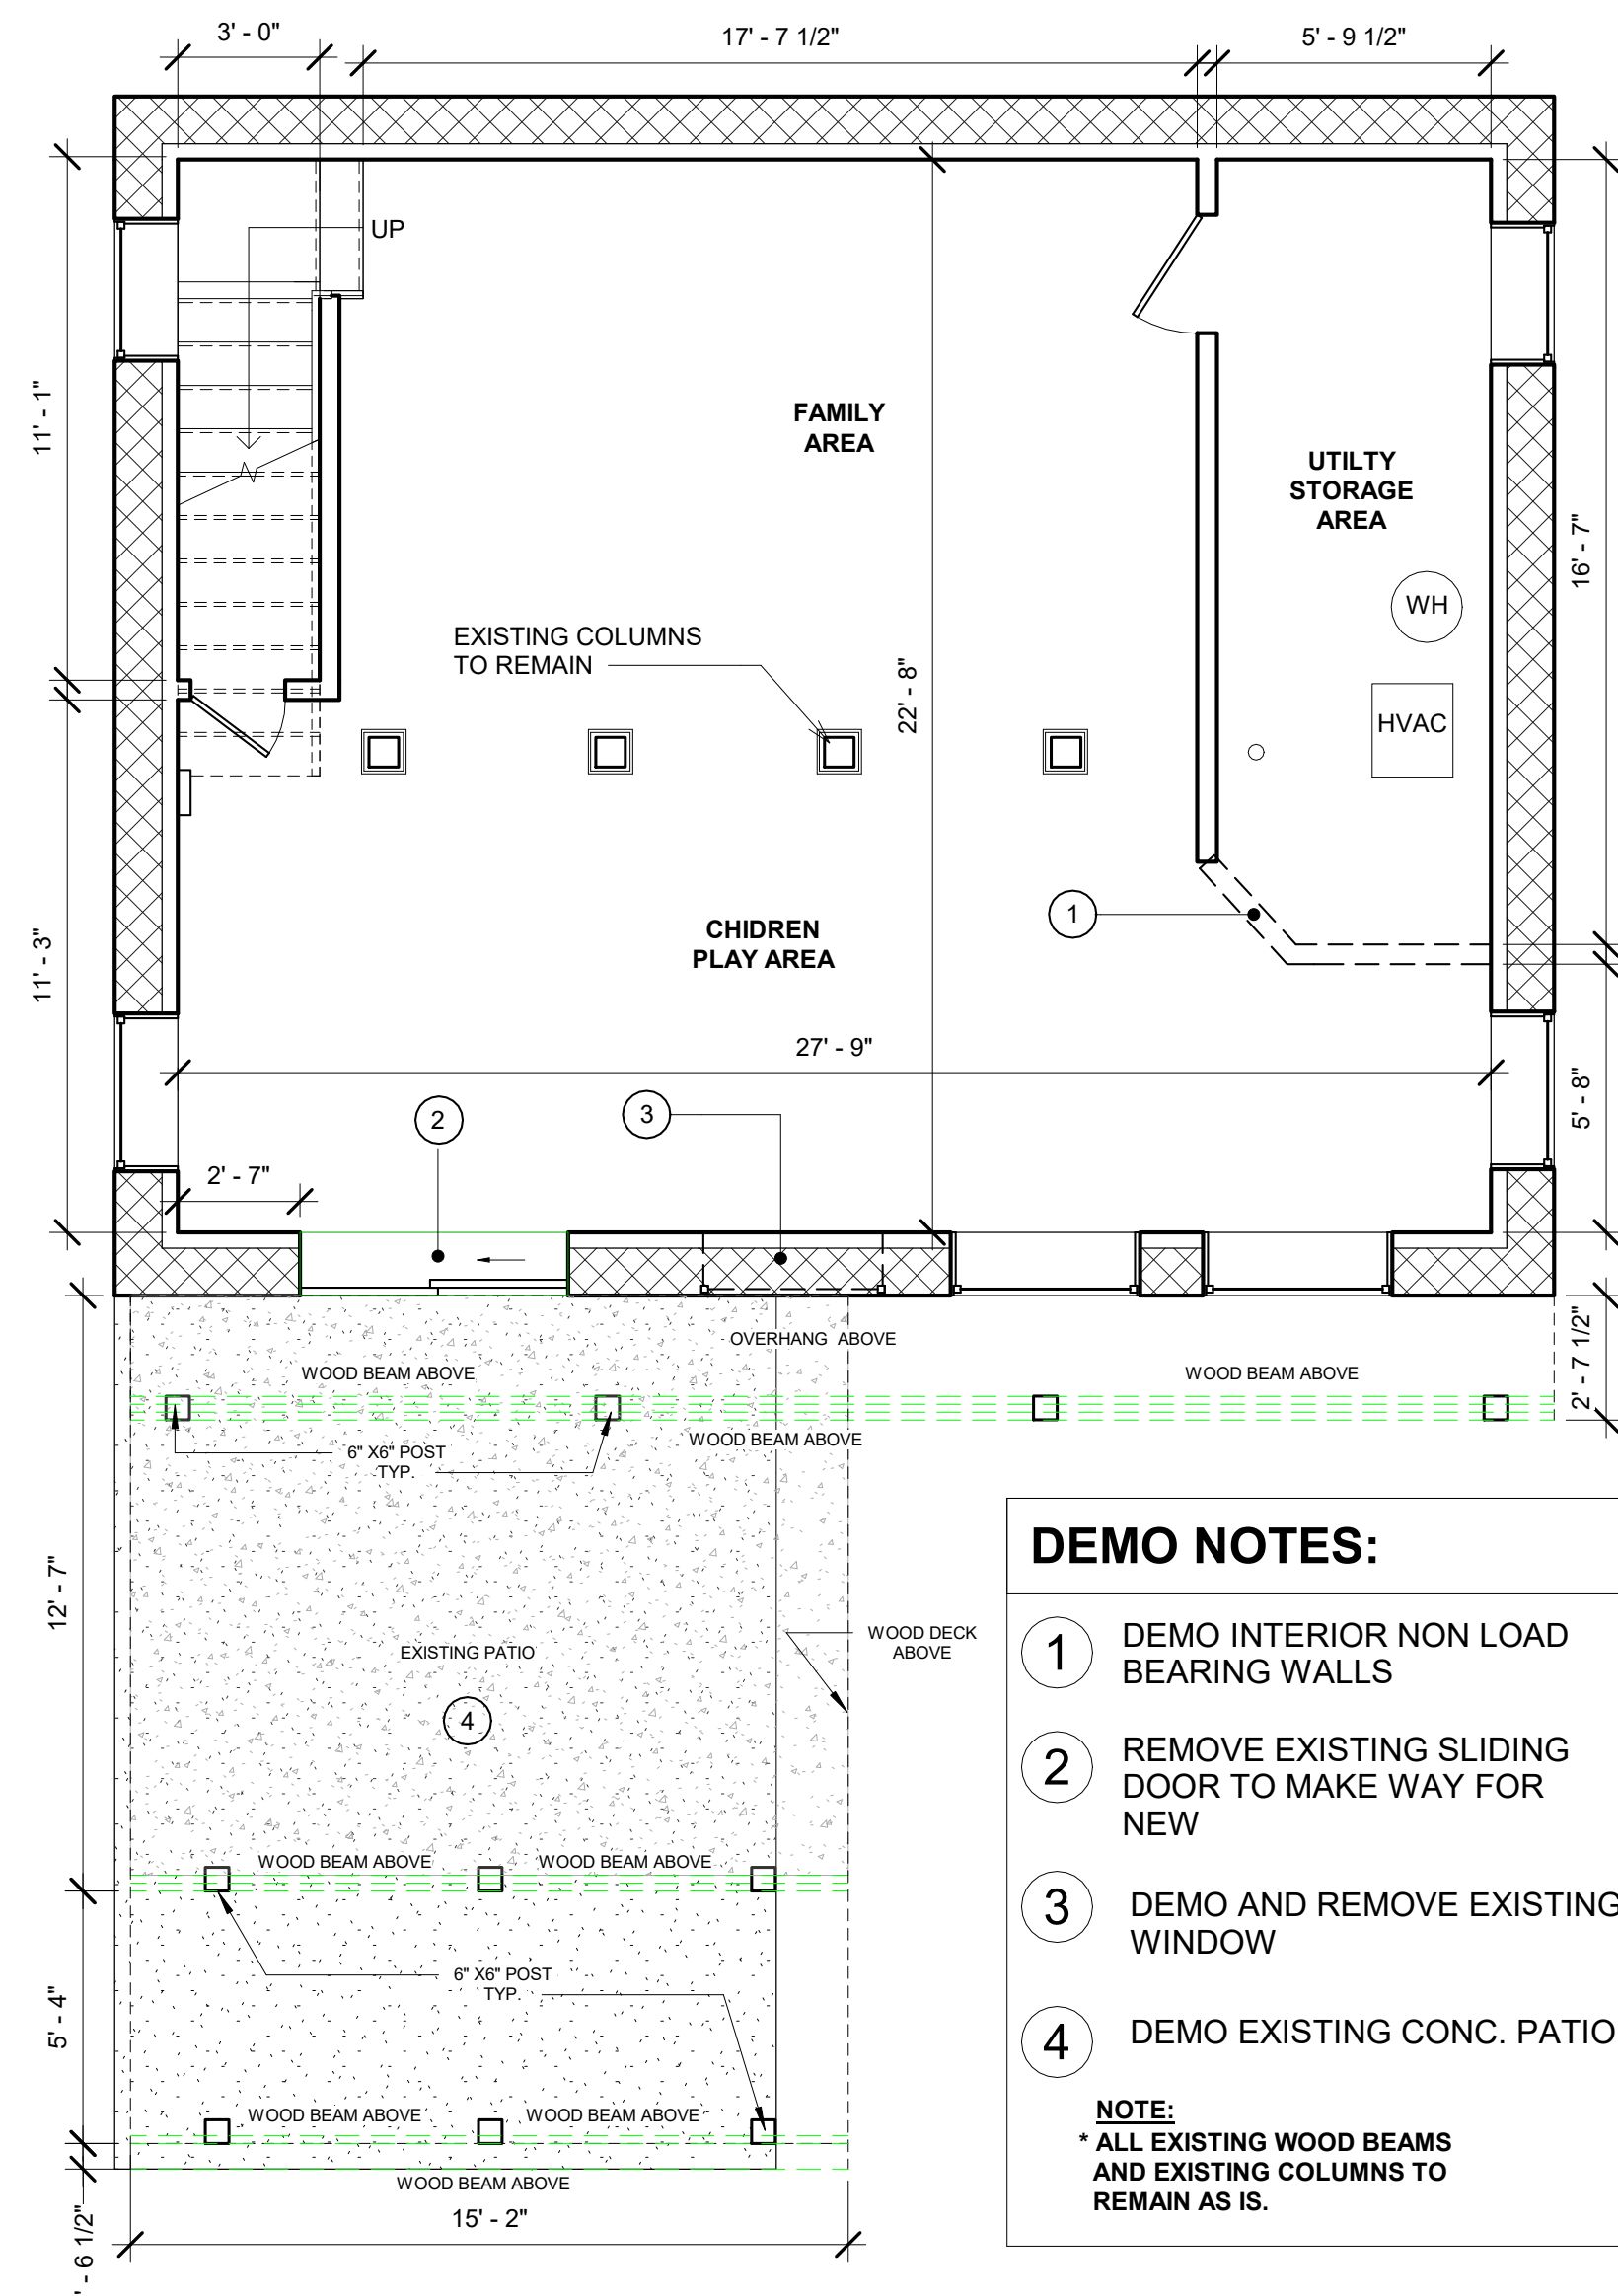 3' - 0"
17' - 7 1/2"
5' - 9 1/2"
UP
11' - 1"
FAMILY
AREA
UTILTY
STORAGE
AREA
16' - 7"
WH
EXISTING COLUMNS
TO REMAIN
22' - 8"
HVAC
1
CHIDREN
PLAY AREA
11' - 3"
27' - 9"
5' - 8"
2
3
2' - 7"
OVERHANG ABOVE
WOOD BEAM ABOVE
WOOD BEAM ABOVE
2' - 7 1/2"
WOOD BEAM ABOVE
6" X6" POST
TYP.
12' - 7"
WOOD DECK
ABOVE
EXISTING PATIO
4
WOOD BEAM ABOVE
WOOD BEAM ABOVE
6" X6" POST
TYP.
5' - 4"
WOOD BEAM ABOVE
WOOD BEAM ABOVE
WOOD BEAM ABOVE
15' - 2"
' - 6 1/2"
DEMO NOTES:
1 DEMO INTERIOR NON LOAD
BEARING WALLS
2 REMOVE EXISTING SLIDING
DOOR TO MAKE WAY FOR
NEW
3 DEMO AND REMOVE EXISTING
WINDOW
4 DEMO EXISTING CONC. PATIO
NOTE:
* ALL EXISTING WOOD BEAMS
AND EXISTING COLUMNS TO
REMAIN AS IS.